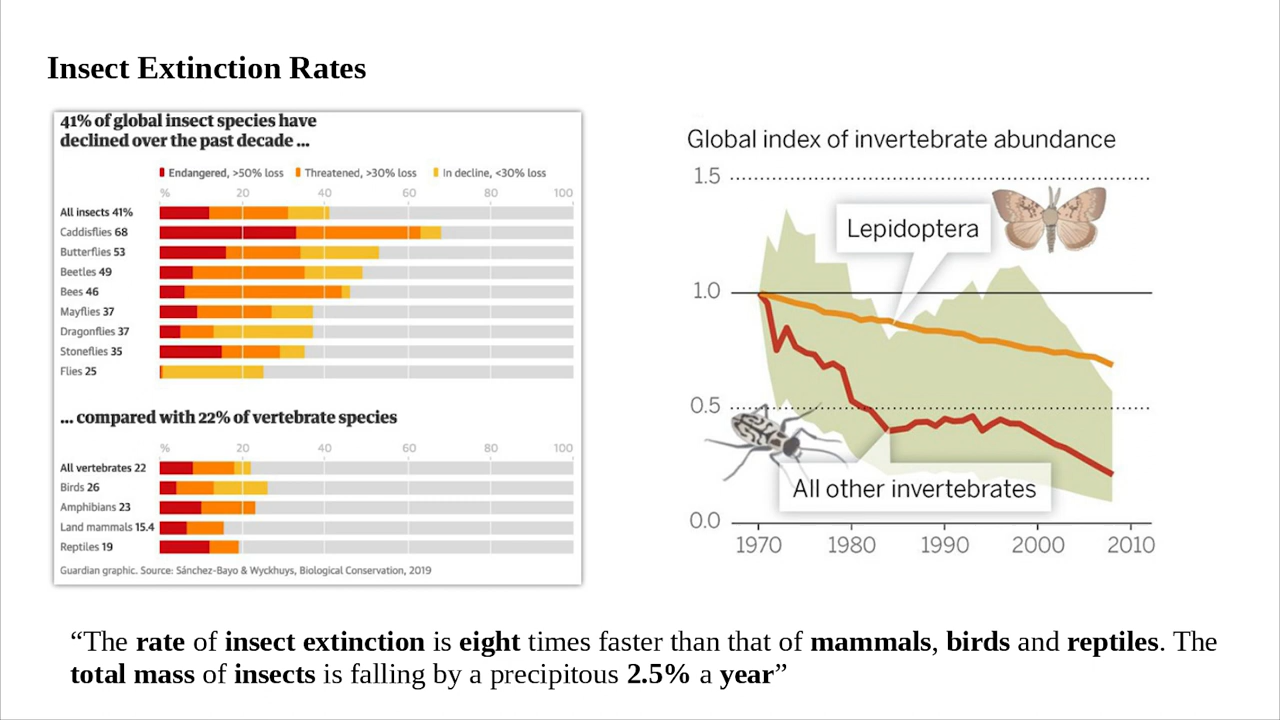 Insect Extinction Rates
41% of global insect species have
declined over the past decade ...
Endangered, >50% loss Threatened, >30% loss In decline, <30% loss
% 20 40 60 80 100
All insects 41%
Caddisflies 68
Butterflies 53
Beetles 49
Bees 46
Mayflies 37
Dragonflies 37
Stoneflies 35
Flies 25
... compared with 22% of vertebrate species
% 20 40 60 80 100
All vertebrates 22
Birds 26
Amphibians 23
Land mammals 15.4
Reptiles 19
Guardian graphic. Source: Sánchez-Bayo & Wyckhuys, Biological Conservation, 2019
Global index of invertebrate abundance
1.5
Lepidoptera
1.0
0.5
All other invertebrates
0.0
1970 1980 1990 2000 2010
“The rate of insect extinction is eight times faster than that of mammals, birds and reptiles. The
total mass of insects is falling by a precipitous 2.5% a year”